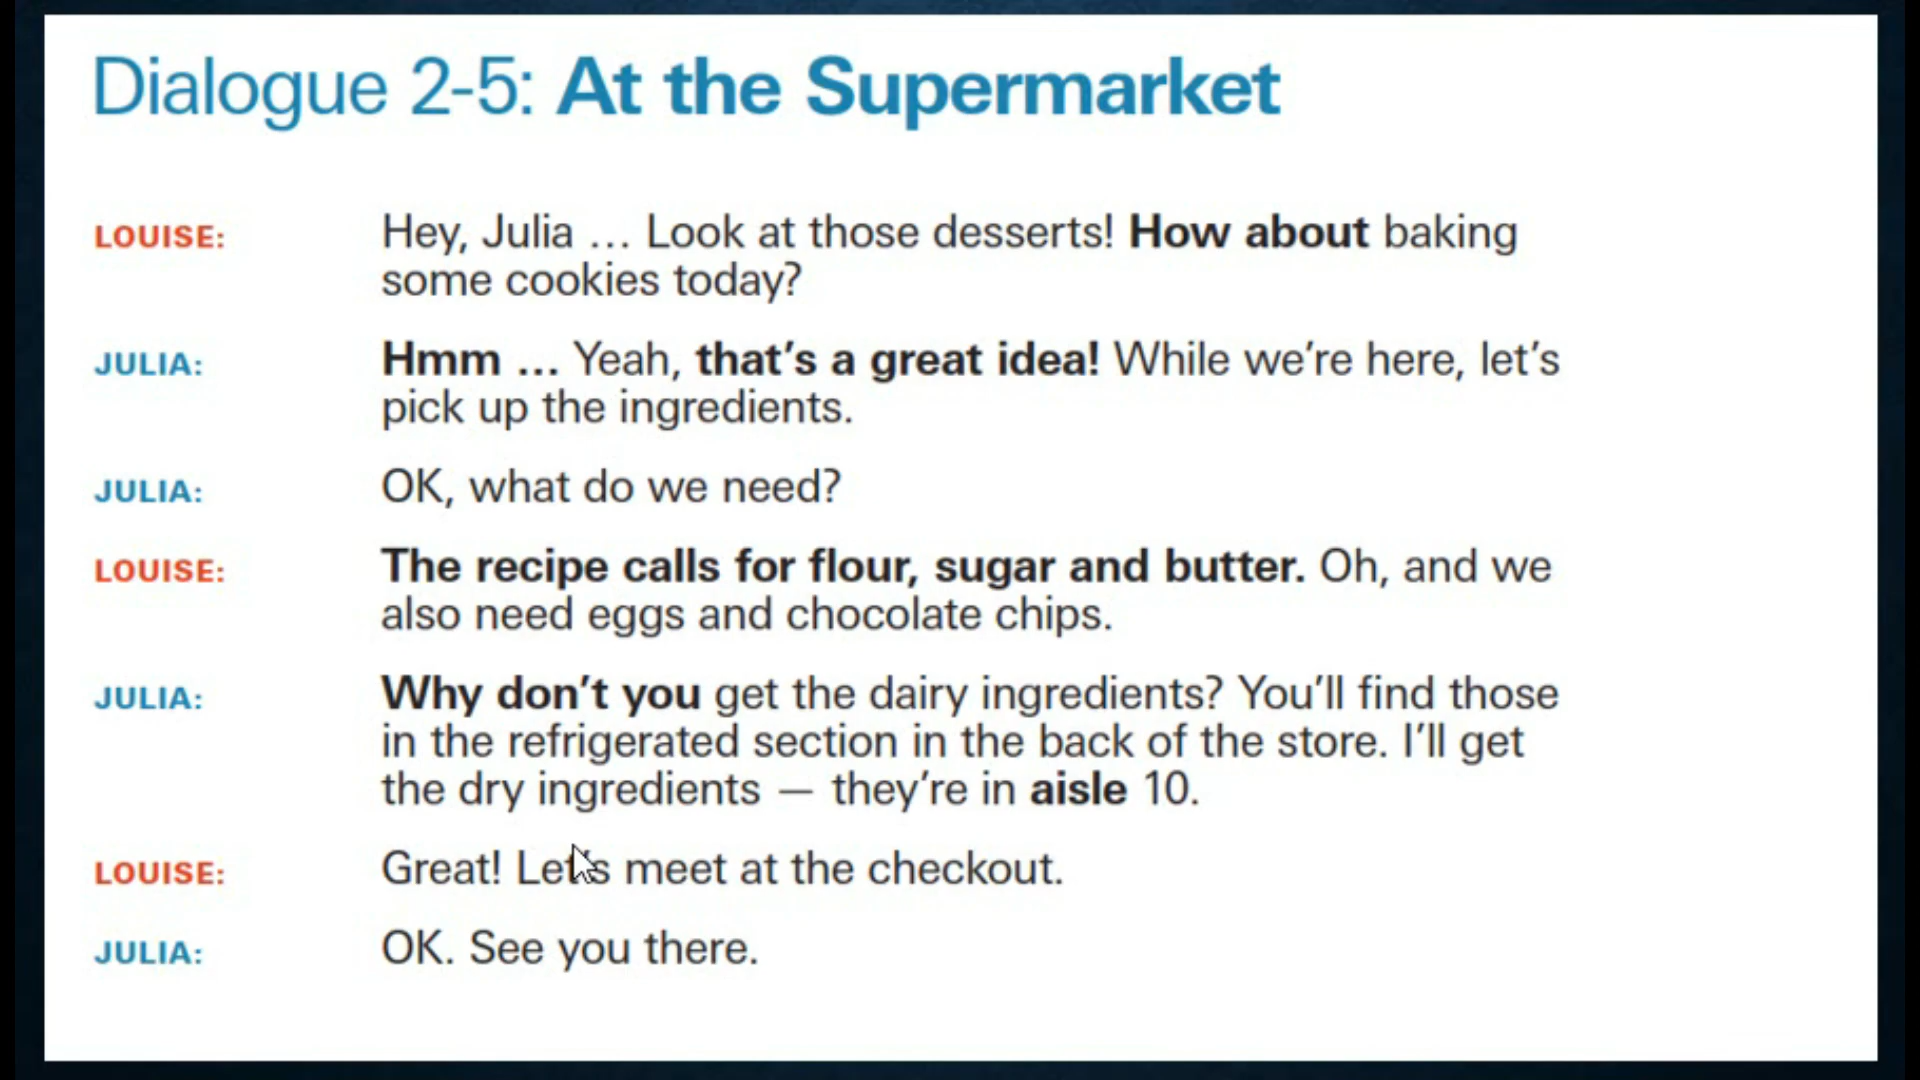 Dialogue 2-5: At the Supermarket
LOUISE: Hey, Julia … Look at those desserts! How about baking
some cookies today?
JULIA: Hmm … Yeah, that's a great idea! While we're here, let's
pick up the ingredients.
JULIA: OK, what do we need?
LOUISE: The recipe calls for flour, sugar and butter. Oh, and we
also need eggs and chocolate chips.
JULIA: Why don't you get the dairy ingredients? You'll find those
in the refrigerated section in the back of the store. I'll get
the dry ingredients — they're in aisle 10.
LOUISE: Great! Let's meet at the checkout.
JULIA: OK. See you there.